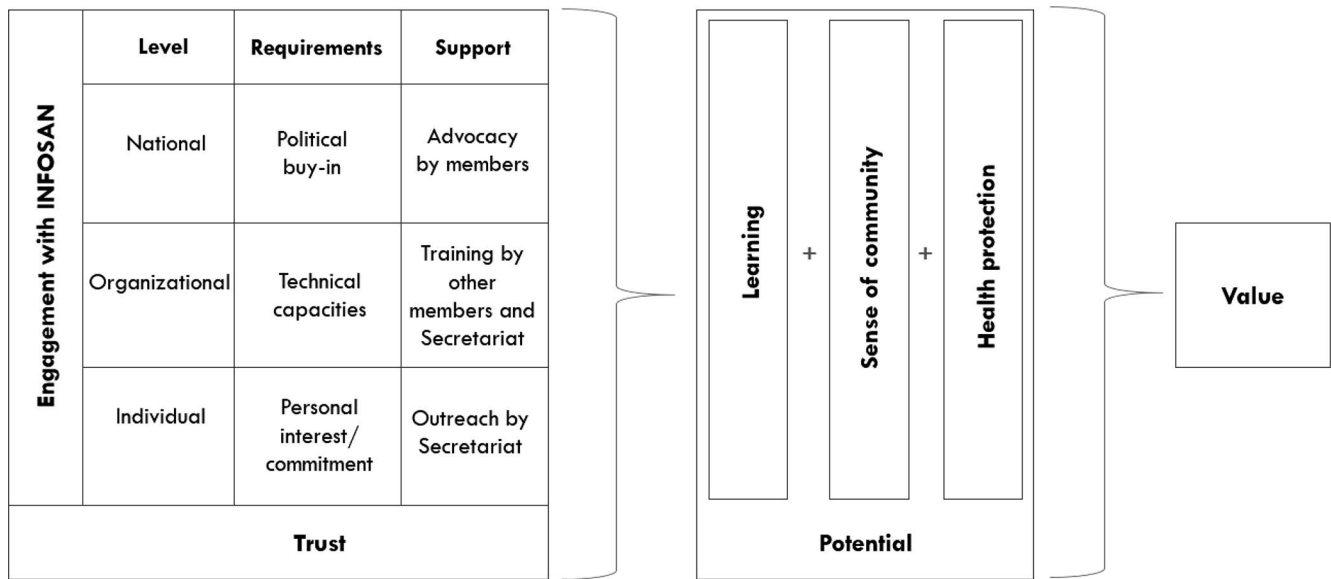 Engagement with INFOSAN
Level
Requirements
Support
National
Political
buy-in
Advocacy
by members
Organizational
Technical
capacities
Training by
other
members and
Secretariat
Individual
Personal
interest/
commitment
Outreach by
Secretariat
Trust
Learning
+
Sense of community
+
Health protection
Potential
Value